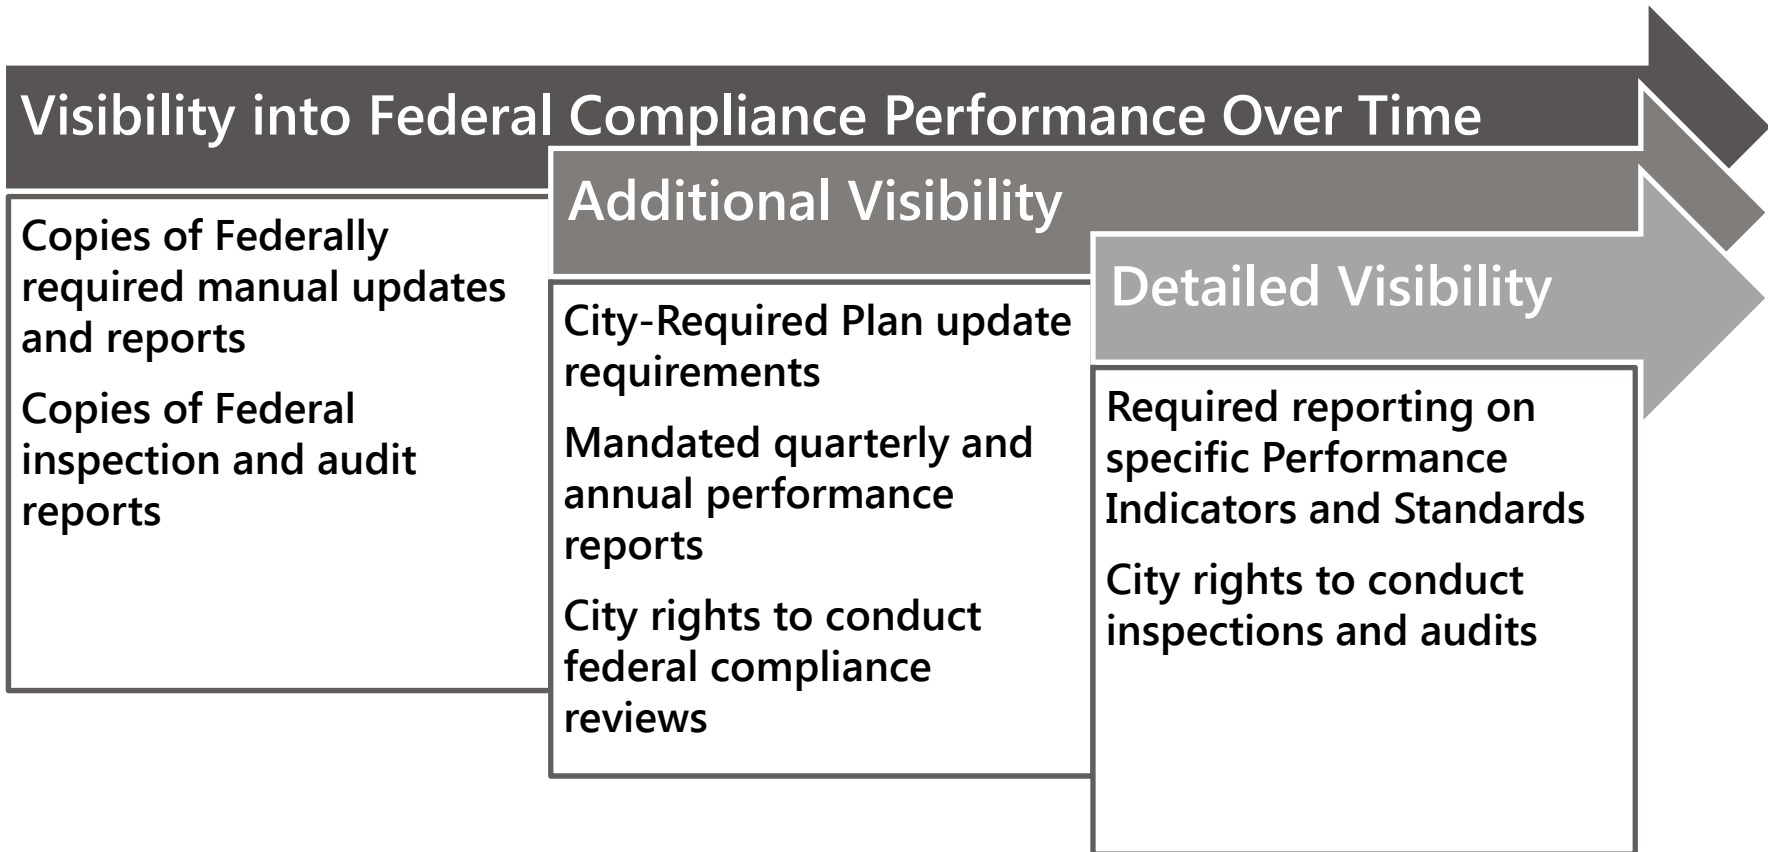 Visibility into Federal Compliance Performance Over Time
Copies of Federally
required manual updates
and reports
Copies of Federal
inspection and audit
reports
Additional Visibility
City-Required Plan update
requirements
Mandated quarterly and
annual performance
reports
City rights to conduct
federal compliance
reviews
Detailed Visibility
Required reporting on
specific Performance
Indicators and Standards
City rights to conduct
inspections and audits